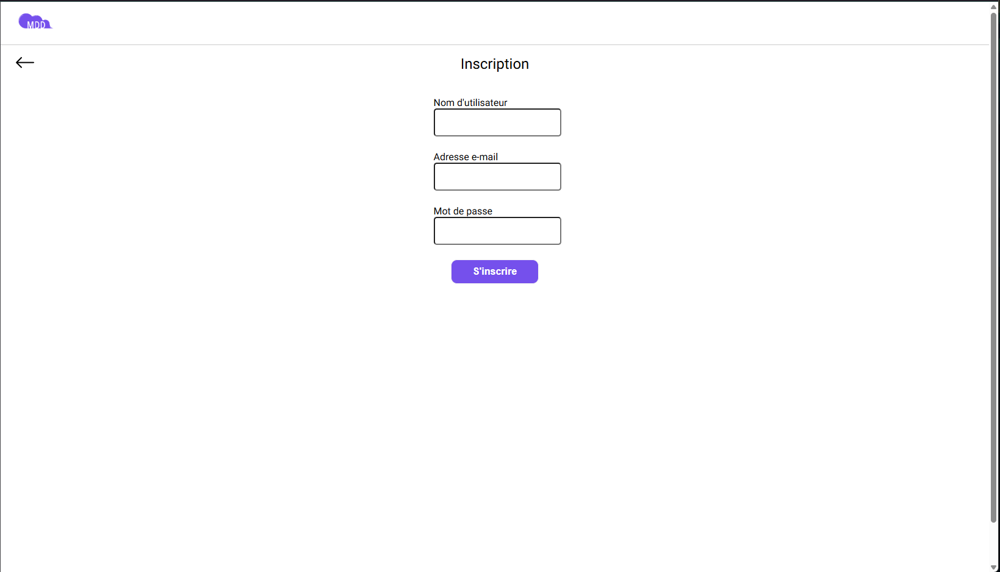 MDD
Inscription
Nom d'utilisateur
Adresse e-mail
Mot de passe
S'inscrire